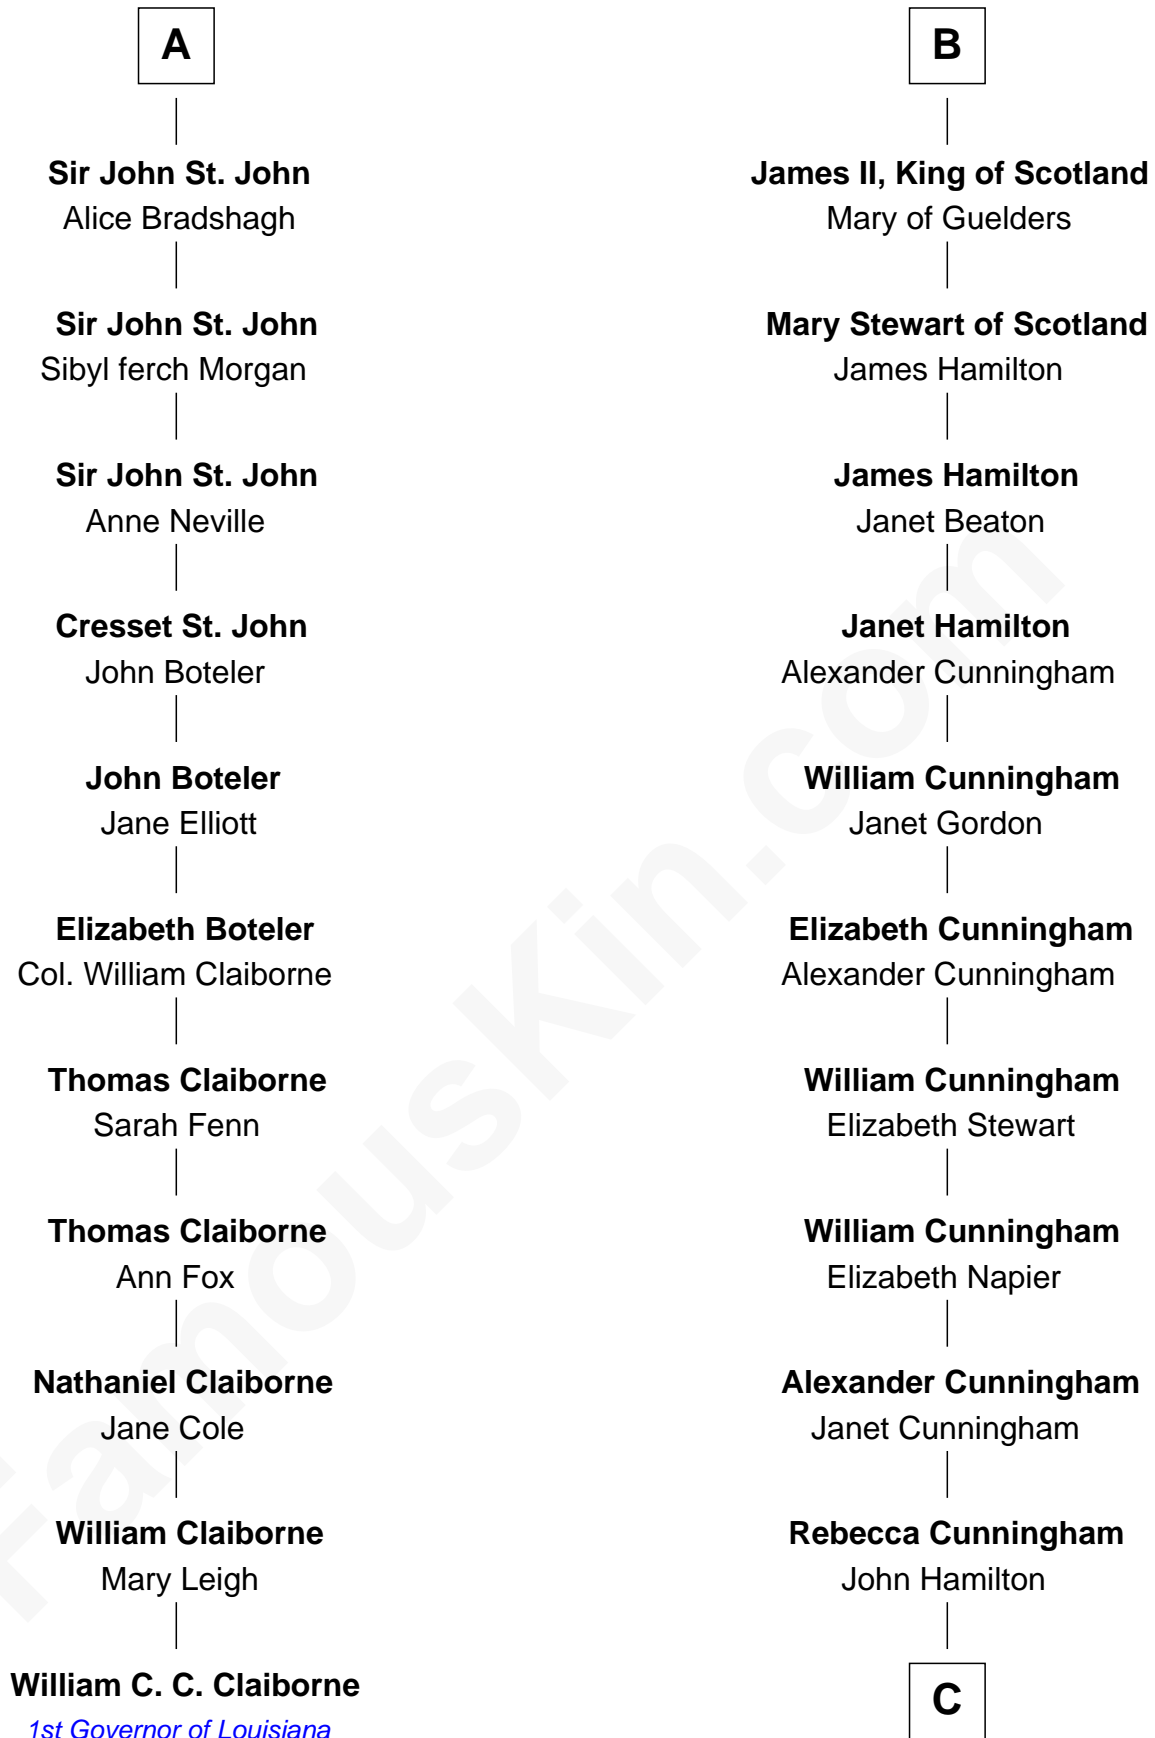 A
Sir John St. John
Alice Bradshagh
Sir John St. John
Sibyl ferch Morgan
Sir John St. John
Anne Neville
Cresset St. John
John Boteler
John Boteler
Jane Elliott
Elizabeth Boteler
Col. William Claiborne
Thomas Claiborne
Sarah Fenn
Thomas Claiborne
Ann Fox
Nathaniel Claiborne
Jane Cole
William Claiborne
Mary Leigh
William C. C. Claiborne
1st Governor of Louisiana
B
James II, King of Scotland
Mary of Guelders
Mary Stewart of Scotland
James Hamilton
James Hamilton
Janet Beaton
Janet Hamilton
Alexander Cunningham
William Cunningham
Janet Gordon
Elizabeth Cunningham
Alexander Cunningham
William Cunningham
Elizabeth Stewart
William Cunningham
Elizabeth Napier
Alexander Cunningham
Janet Cunningham
Rebecca Cunningham
John Hamilton
C
FamousKin.com